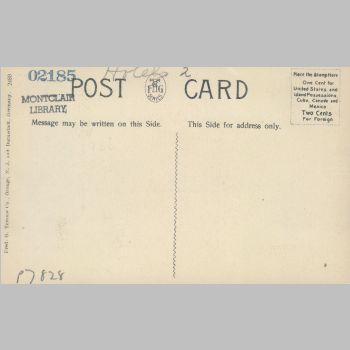 02185
Hotels 2
MONTCLAIR
LIBRARY,
POST CARD
Message may be written on this Side.
This Side for address only.
Place the Stamp Here
One Cent for
United States, and
Island Possessions,
Cuba, Canada and
Mexico
Two Cents
For Foreign
P7828